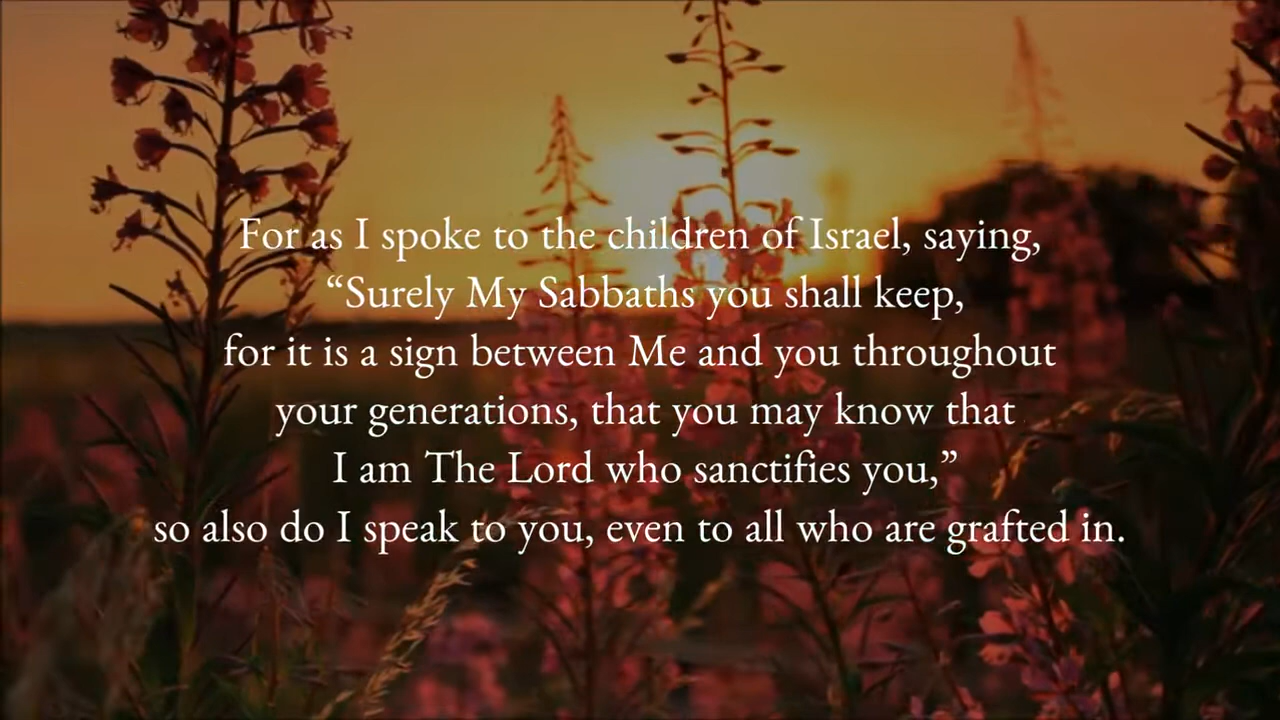 For as I spoke to the children of Israel, saying,
“Surely My Sabbaths you shall keep,
for it is a sign between Me and you throughout
your generations, that you may know that
I am The Lord who sanctifies you,”
so also do I speak to you, even to all who are grafted in.